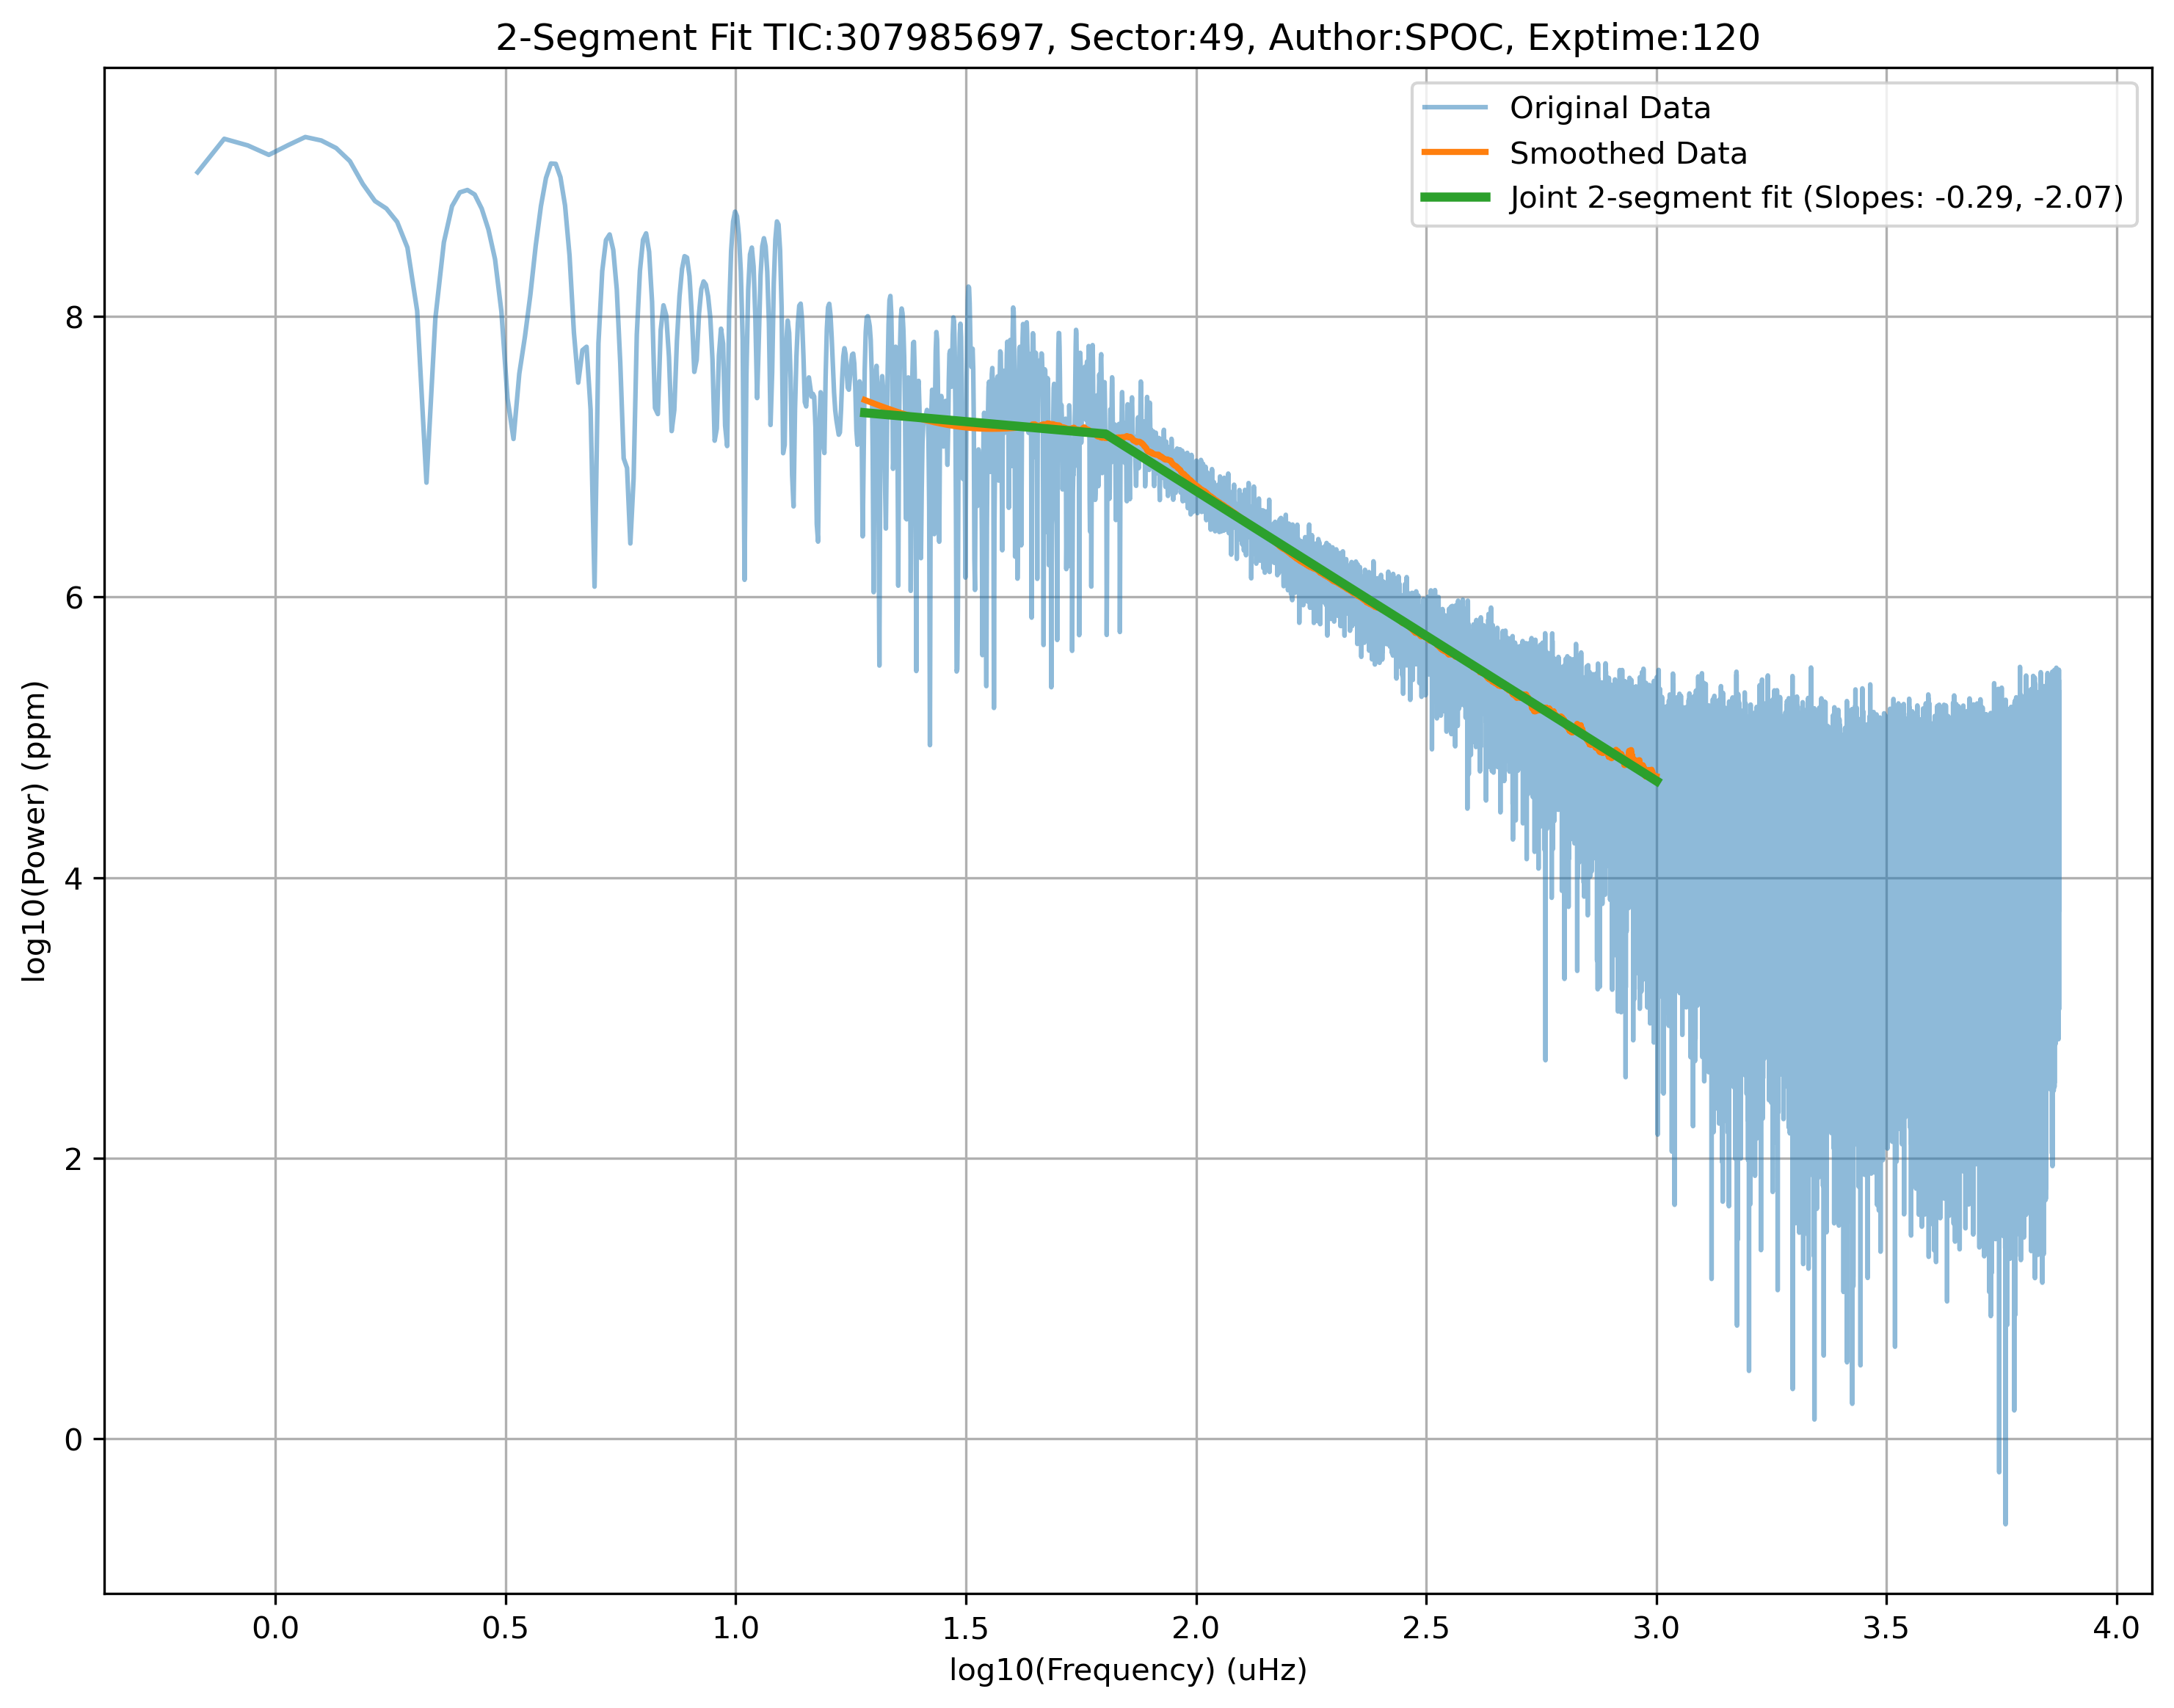 2-Segment Fit TIC:307985697, Sector:49, Author:SPOC, Exptime:120
Original Data
Smoothed Data
Joint 2-segment fit (Slopes: -0.29, -2.07)
log10(Power) (ppm)
8
6
4
2
0
0.0 0.5 1.0 1.5 2.0 2.5 3.0 3.5 4.0
log10(Frequency) (uHz)